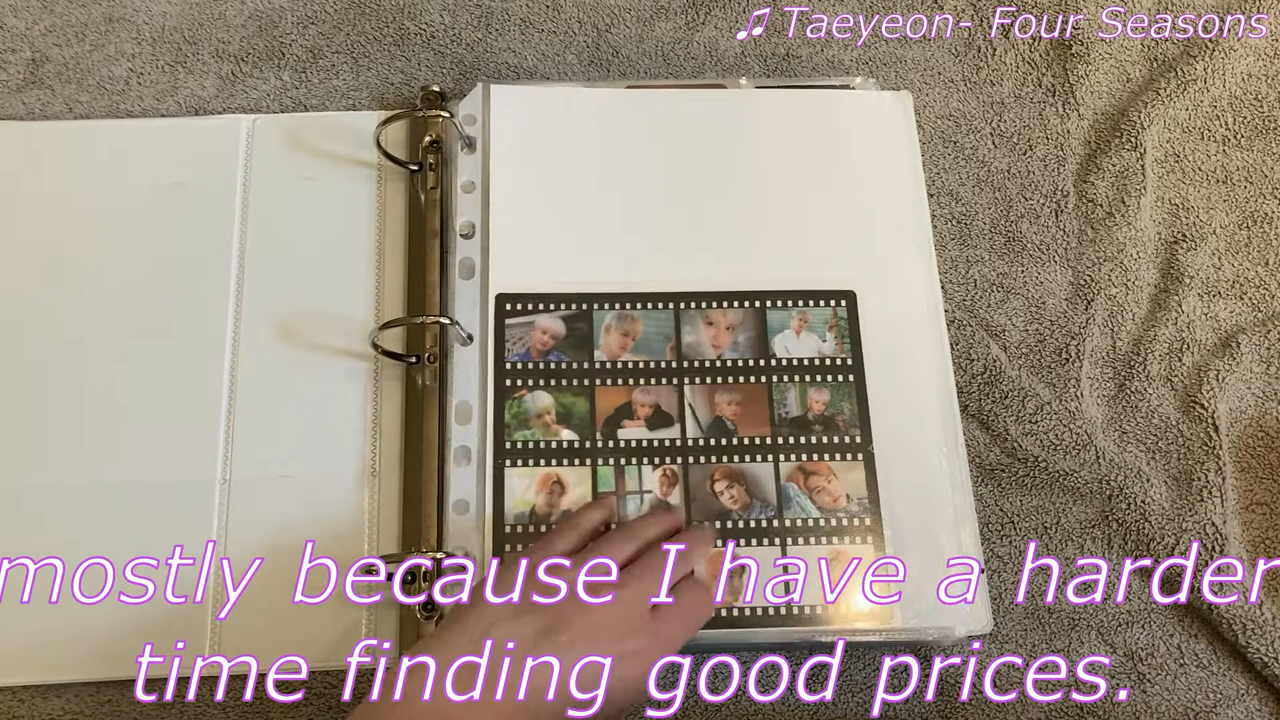 ♫ Taeyeon- Four Seasons
mostly because I have a harder
time finding good prices.